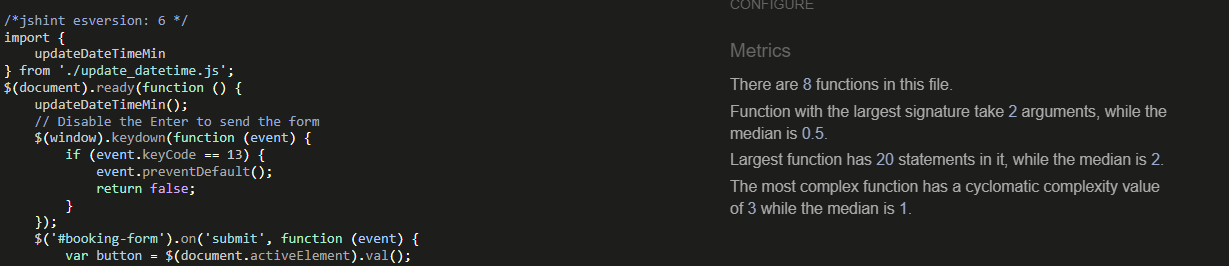 /*jshint esversion: 6 */
import {
    updateDateTimeMin
} from './update_datetime.js';
$(document).ready(function () {
    updateDateTimeMin();
    // Disable the Enter to send the form
    $(window).keydown(function (event) {
        if (event.keyCode == 13) {
            event.preventDefault();
            return false;
        }
    });
    $('#booking-form').on('submit', function (event) {
        var button = $(document.activeElement).val();
CONFIGURE
Metrics
There are 8 functions in this file.
Function with the largest signature take 2 arguments, while the
median is 0.5.
Largest function has 20 statements in it, while the median is 2.
The most complex function has a cyclomatic complexity value
of 3 while the median is 1.